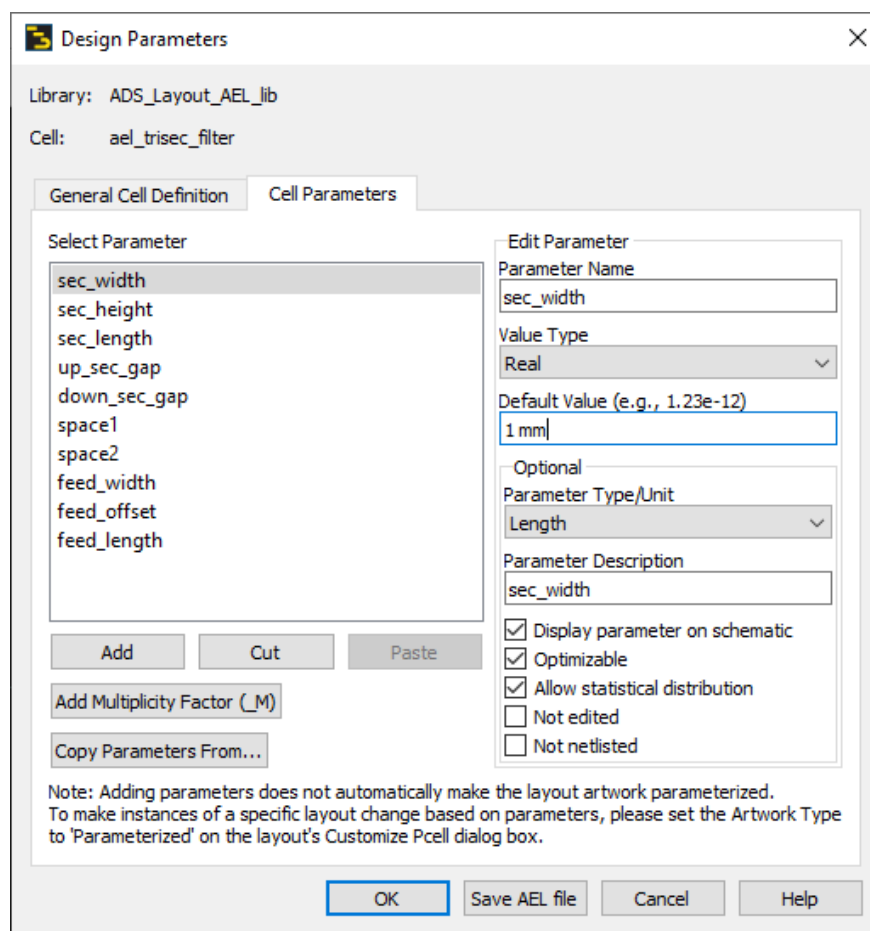 Design Parameters
Library: ADS_Layout_AEL_lib
Cell: ael_trisec_filter
General Cell Definition
Cell Parameters
Select Parameter
sec_width
sec_height
sec_length
up_sec_gap
down_sec_gap
space1
space2
feed_width
feed_offset
feed_length
Add
Cut
Paste
Add Multiplicity Factor (_M)
Copy Parameters From...
Edit Parameter
Parameter Name
sec_width
Value Type
Real
Default Value (e.g., 1.23e-12)
1 mm
Optional
Parameter Type/Unit
Length
Parameter Description
sec_width
Display parameter on schematic
Optimizable
Allow statistical distribution
Not edited
Not netlisted
Note: Adding parameters does not automatically make the layout artwork parameterized.
To make instances of a specific layout change based on parameters, please set the Artwork Type
to 'Parameterized' on the layout's Customize Pcell dialog box.
OK
Save AEL file
Cancel
Help